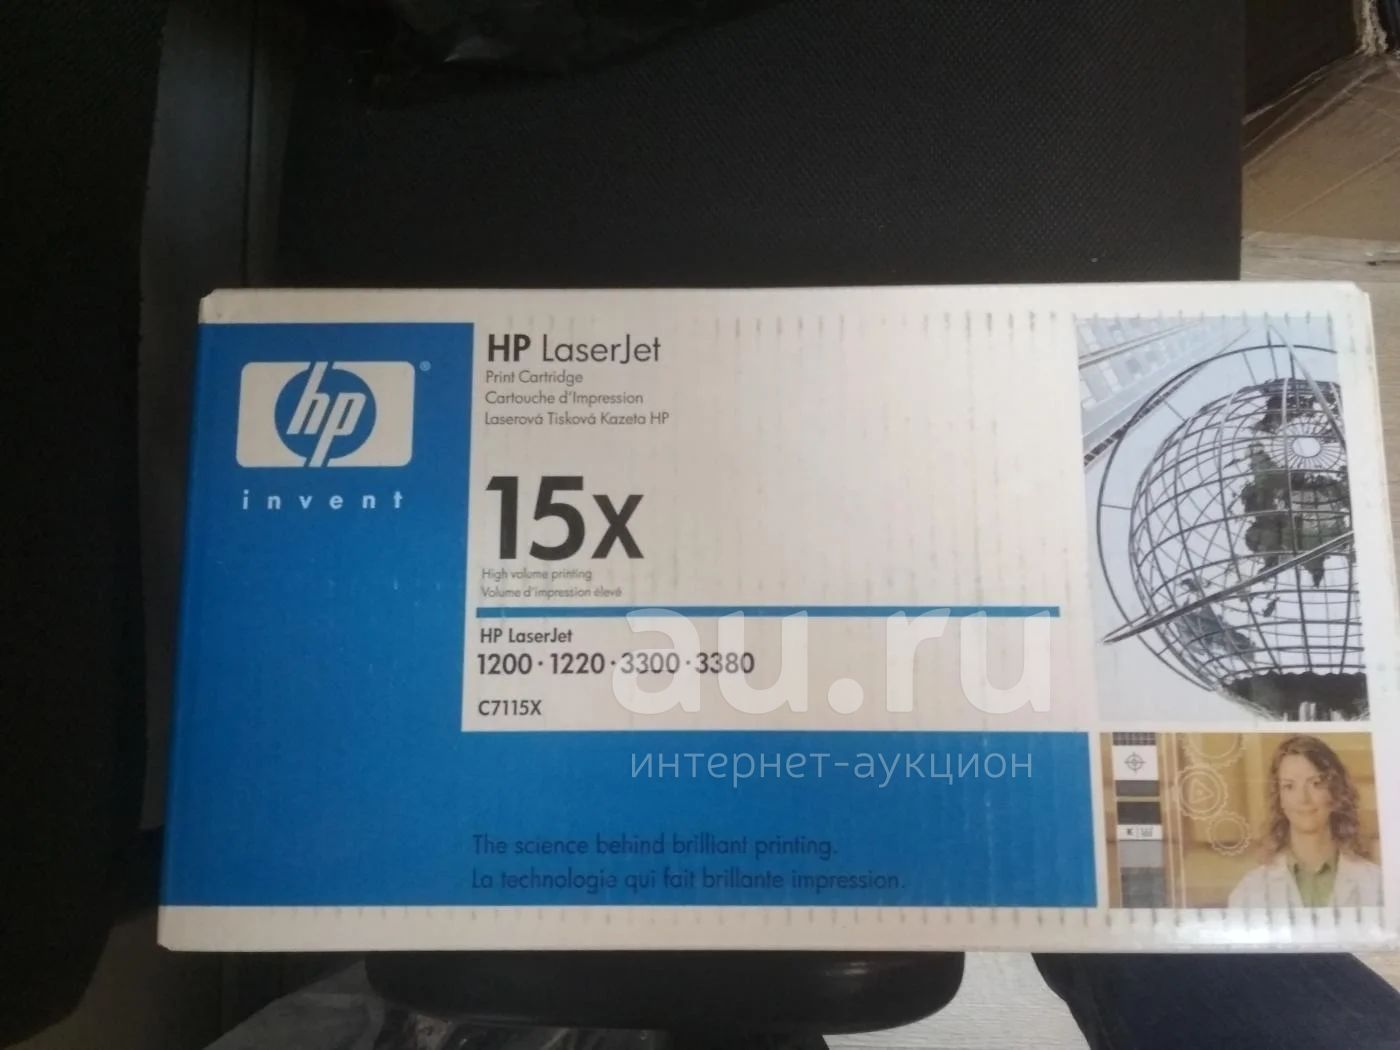 hp®
invent
HP LaserJet
Print Cartridge
Cartouche d'Impression
Laserová Tisková Kazeta HP
15x
High volume printing
Volume d'impression élevé
HP LaserJet
1200 · 1220 · 3300 · 3380
C7115X
au.ru
интернет-аукцион
The science behind brilliant printing.
La technologie qui fait brillante impression.
K